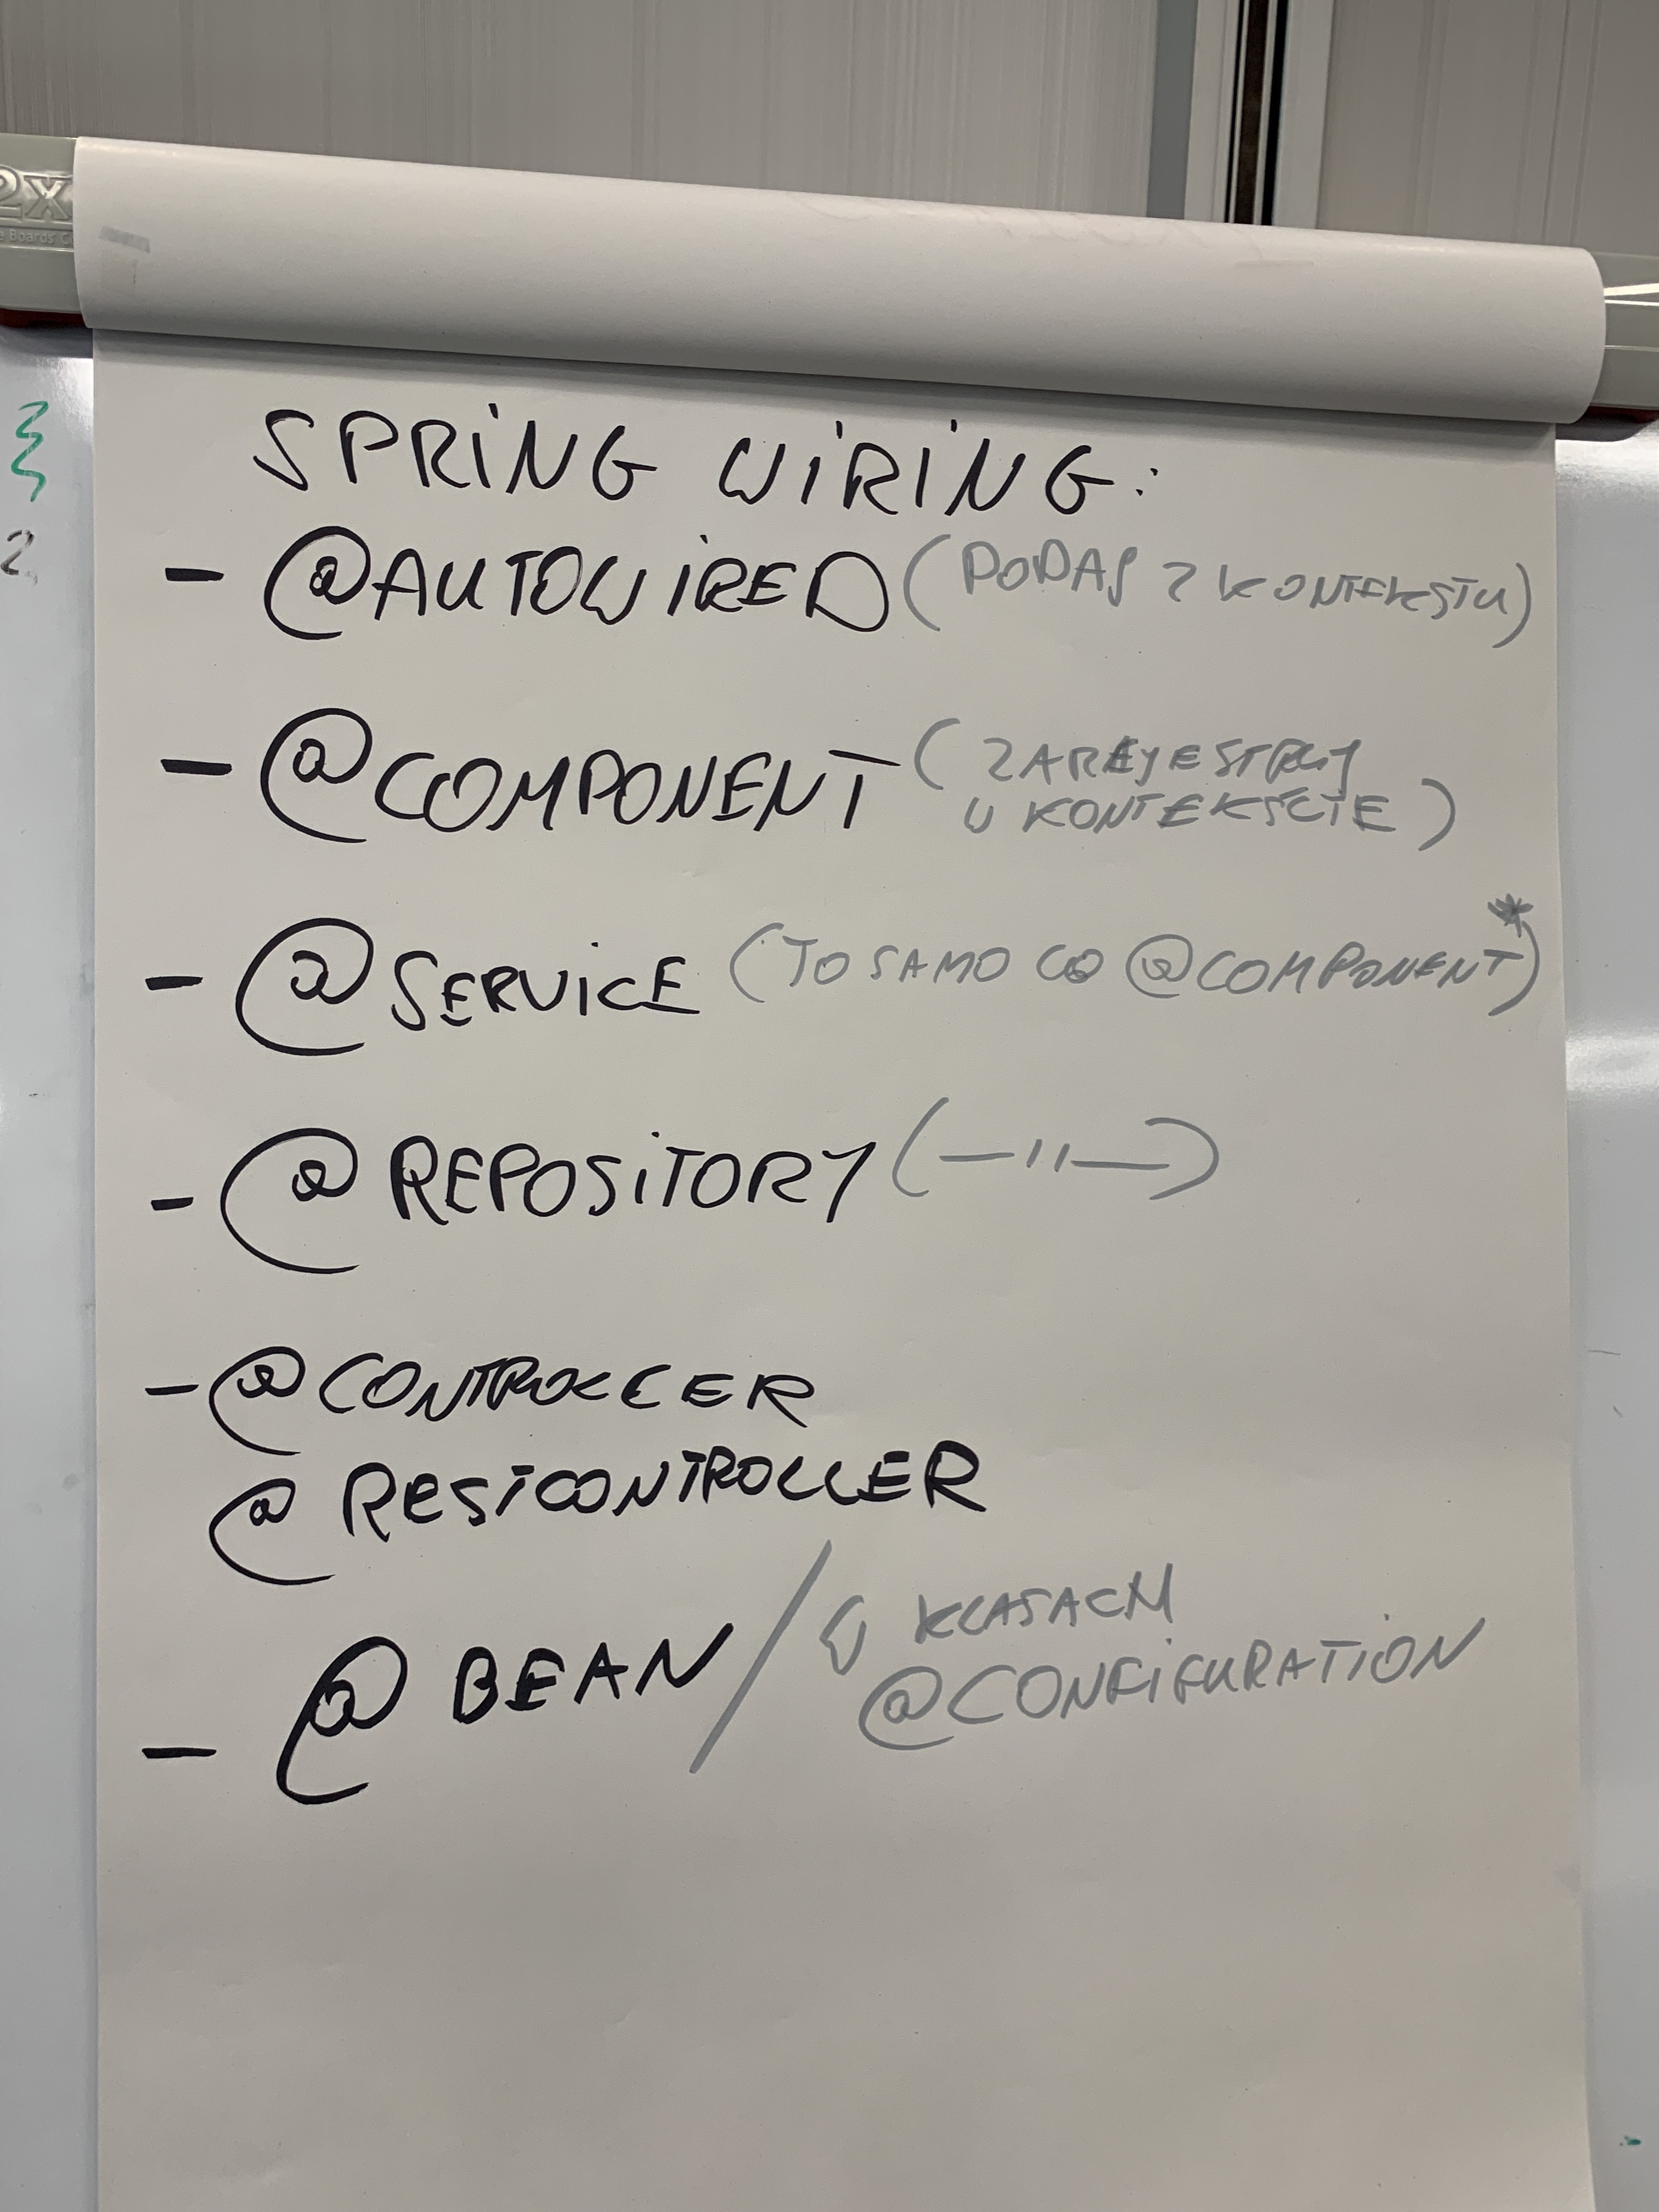 2x
e Boards
SPRING WIRING:
- @AUTOWIRED (PODAJ Z KONTEKSTU)
- @COMPONENT (ZAREJESTRUJ
W KONTEKŚCIE)
- @SERVICE (TO SAMO CO @COMPONENT*)
- @REPOSITORY (—〃—)
- @CONTROLLER
@RESTCONTROLLER
- @BEAN / W KLASACH
@CONFIGURATION
2.